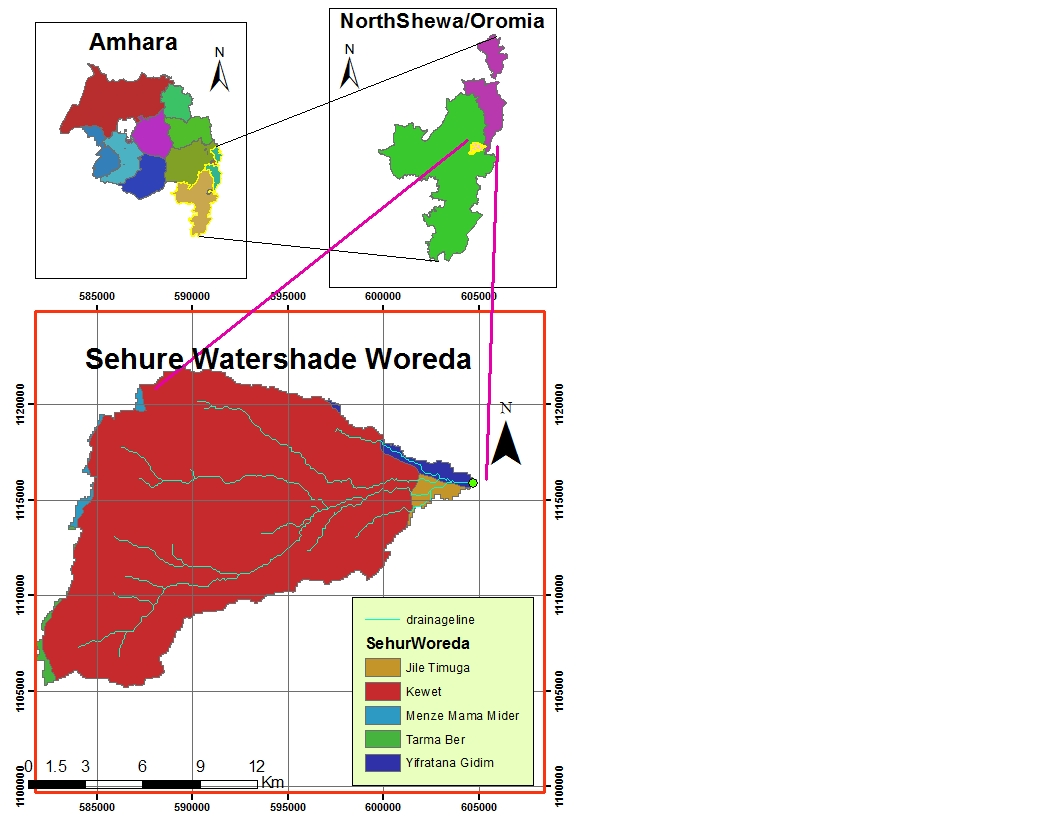 Amhara
N
NorthShewa/Oromia
N
585000 590000 595000 600000 605000
Sehure Watershade Woreda
N
1120000 1120000
1115000 1115000
1110000 1110000
1105000 1105000
1100000 1100000
drainageline
SehurWoreda
Jile Timuga
Kewet
Menze Mama Mider
Tarma Ber
Yifratana Gidim
0 1.5 3 6 9 12
Km
585000 590000 595000 600000 605000